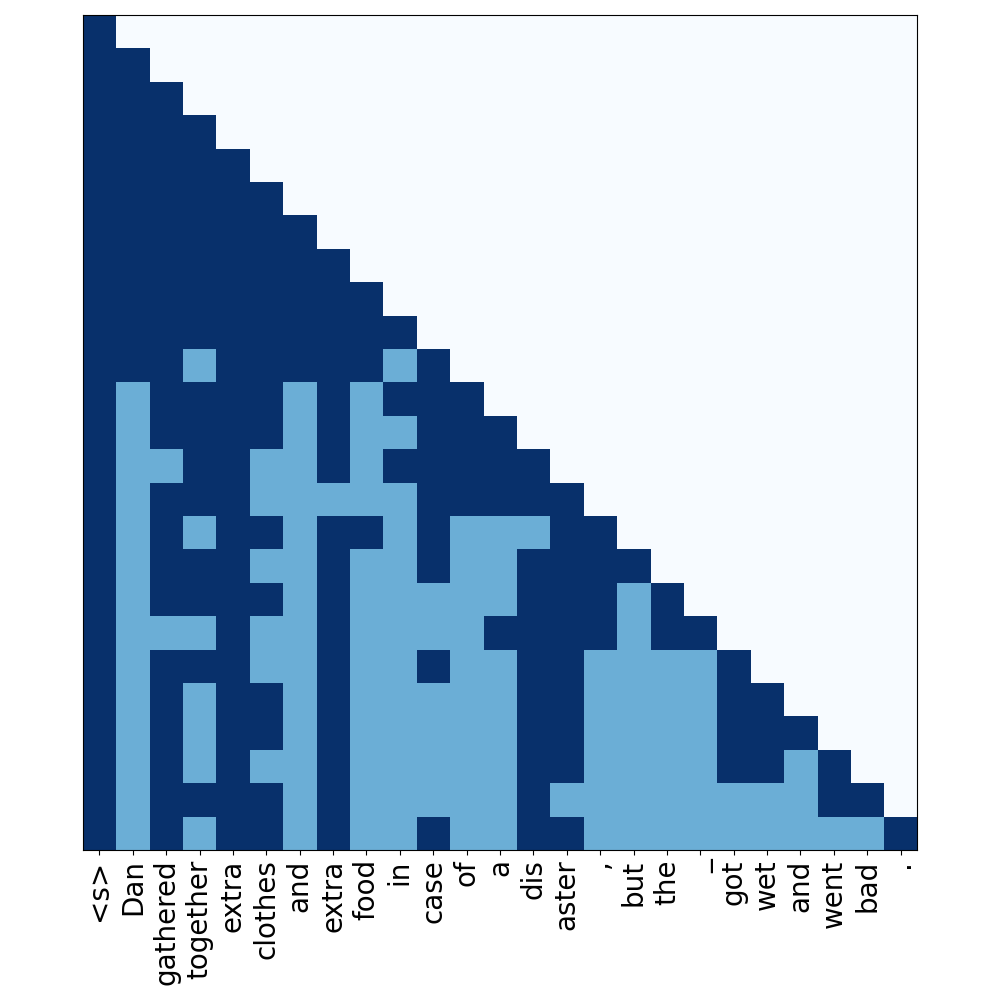 <s> Dan gathered together extra clothes and extra food in case of a dis aster , but the _ got wet and went bad .